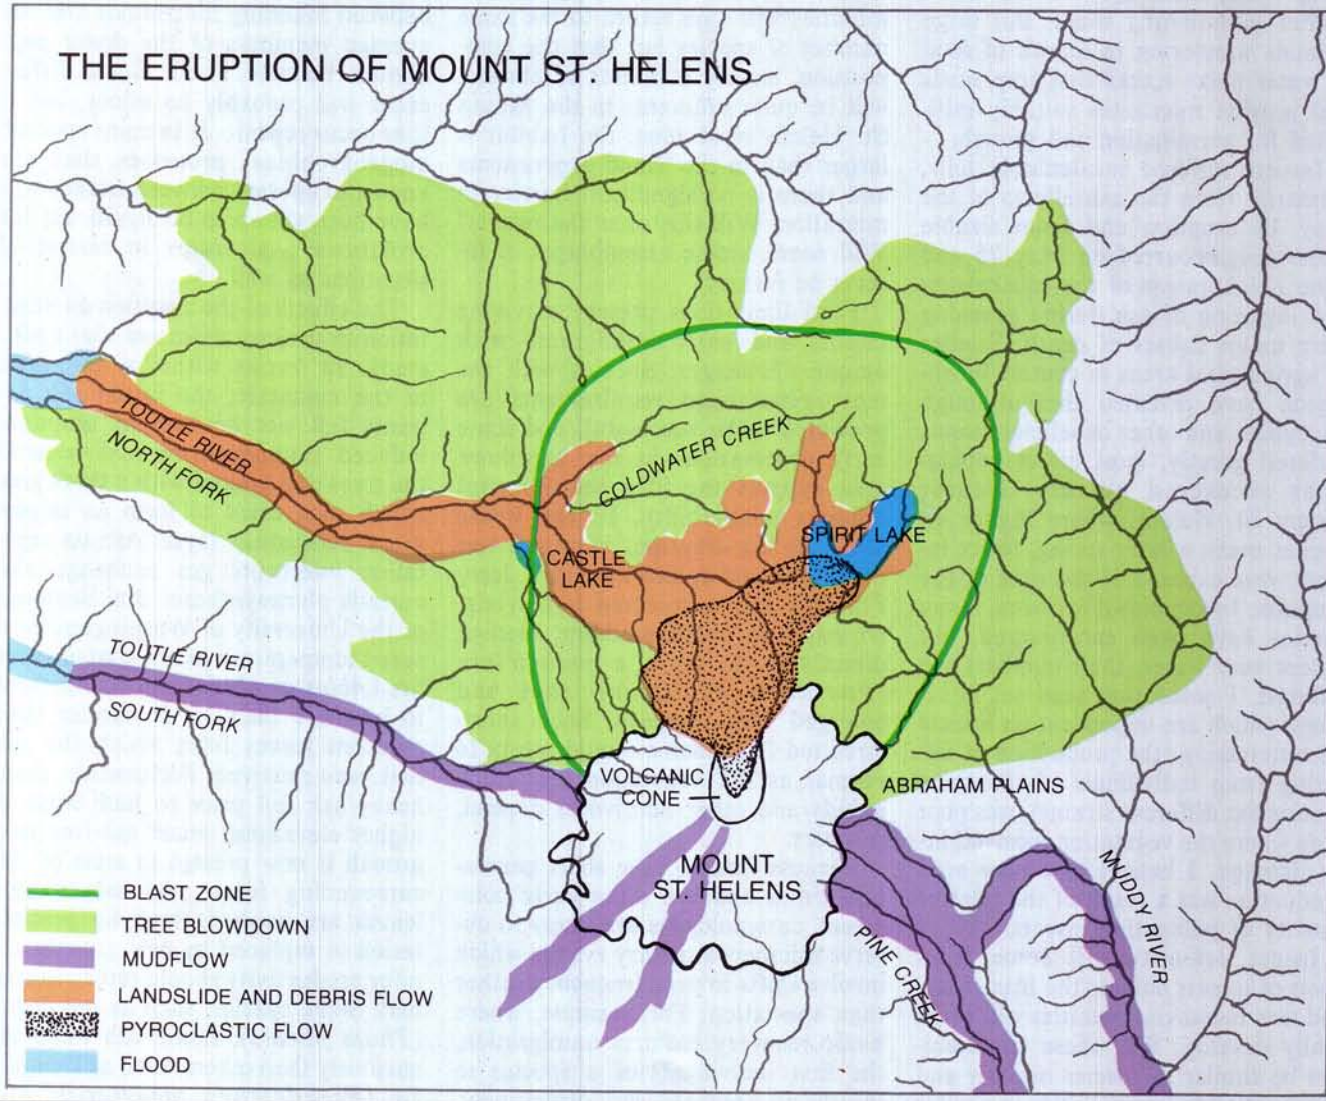 THE ERUPTION OF MOUNT ST. HELENS
TOUTLE RIVER
NORTH FORK
COLDWATER CREEK
SPIRIT LAKE
CASTLE
LAKE
TOUTLE RIVER
SOUTH FORK
VOLCANIC
CONE
ABRAHAM PLAINS
MOUNT
ST. HELENS
MUDDY RIVER
PINE CREEK
BLAST ZONE
TREE BLOWDOWN
MUDFLOW
LANDSLIDE AND DEBRIS FLOW
PYROCLASTIC FLOW
FLOOD